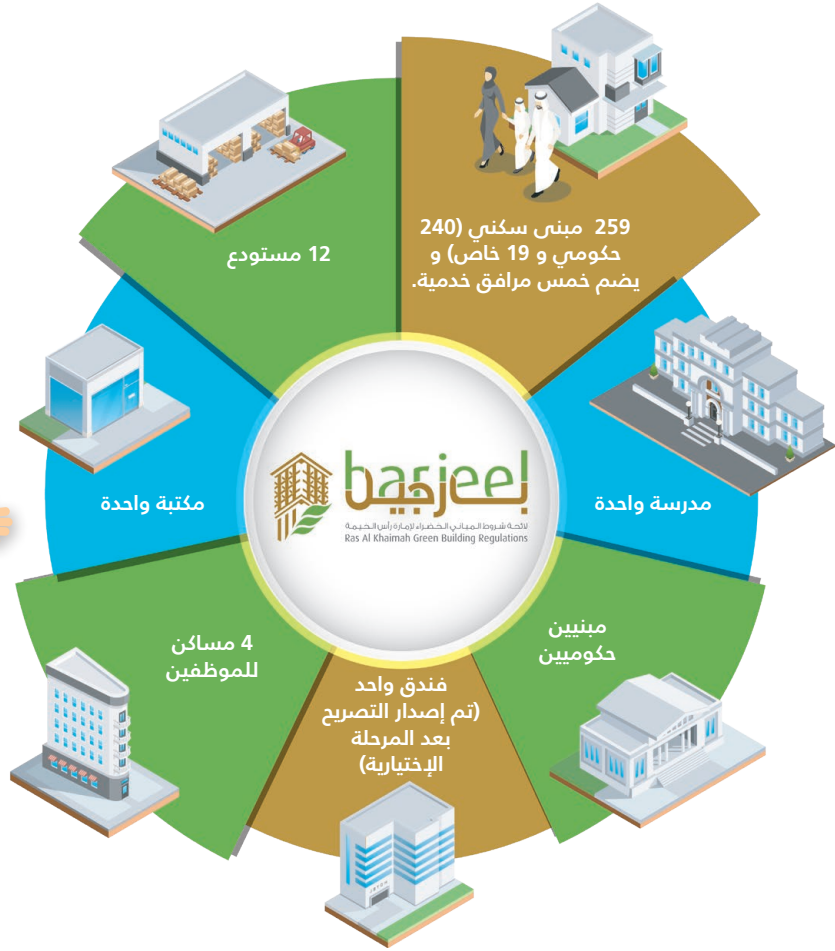 259 مبنى سكني (240
حكومي و 19 خاص) و
يضم خمس مرافق خدمية.
12 مستودع
مكتبة واحدة
مدرسة واحدة
barjeel
بارجيل
لائحة شروط المباني الخضراء لإمارة رأس الخيمة
Ras Al Khaimah Green Building Regulations
مبنيين
حكوميين
4 مساكن
للموظفين
فندق واحد
(تم إصدار التصريح
بعد المرحلة
الإختيارية)